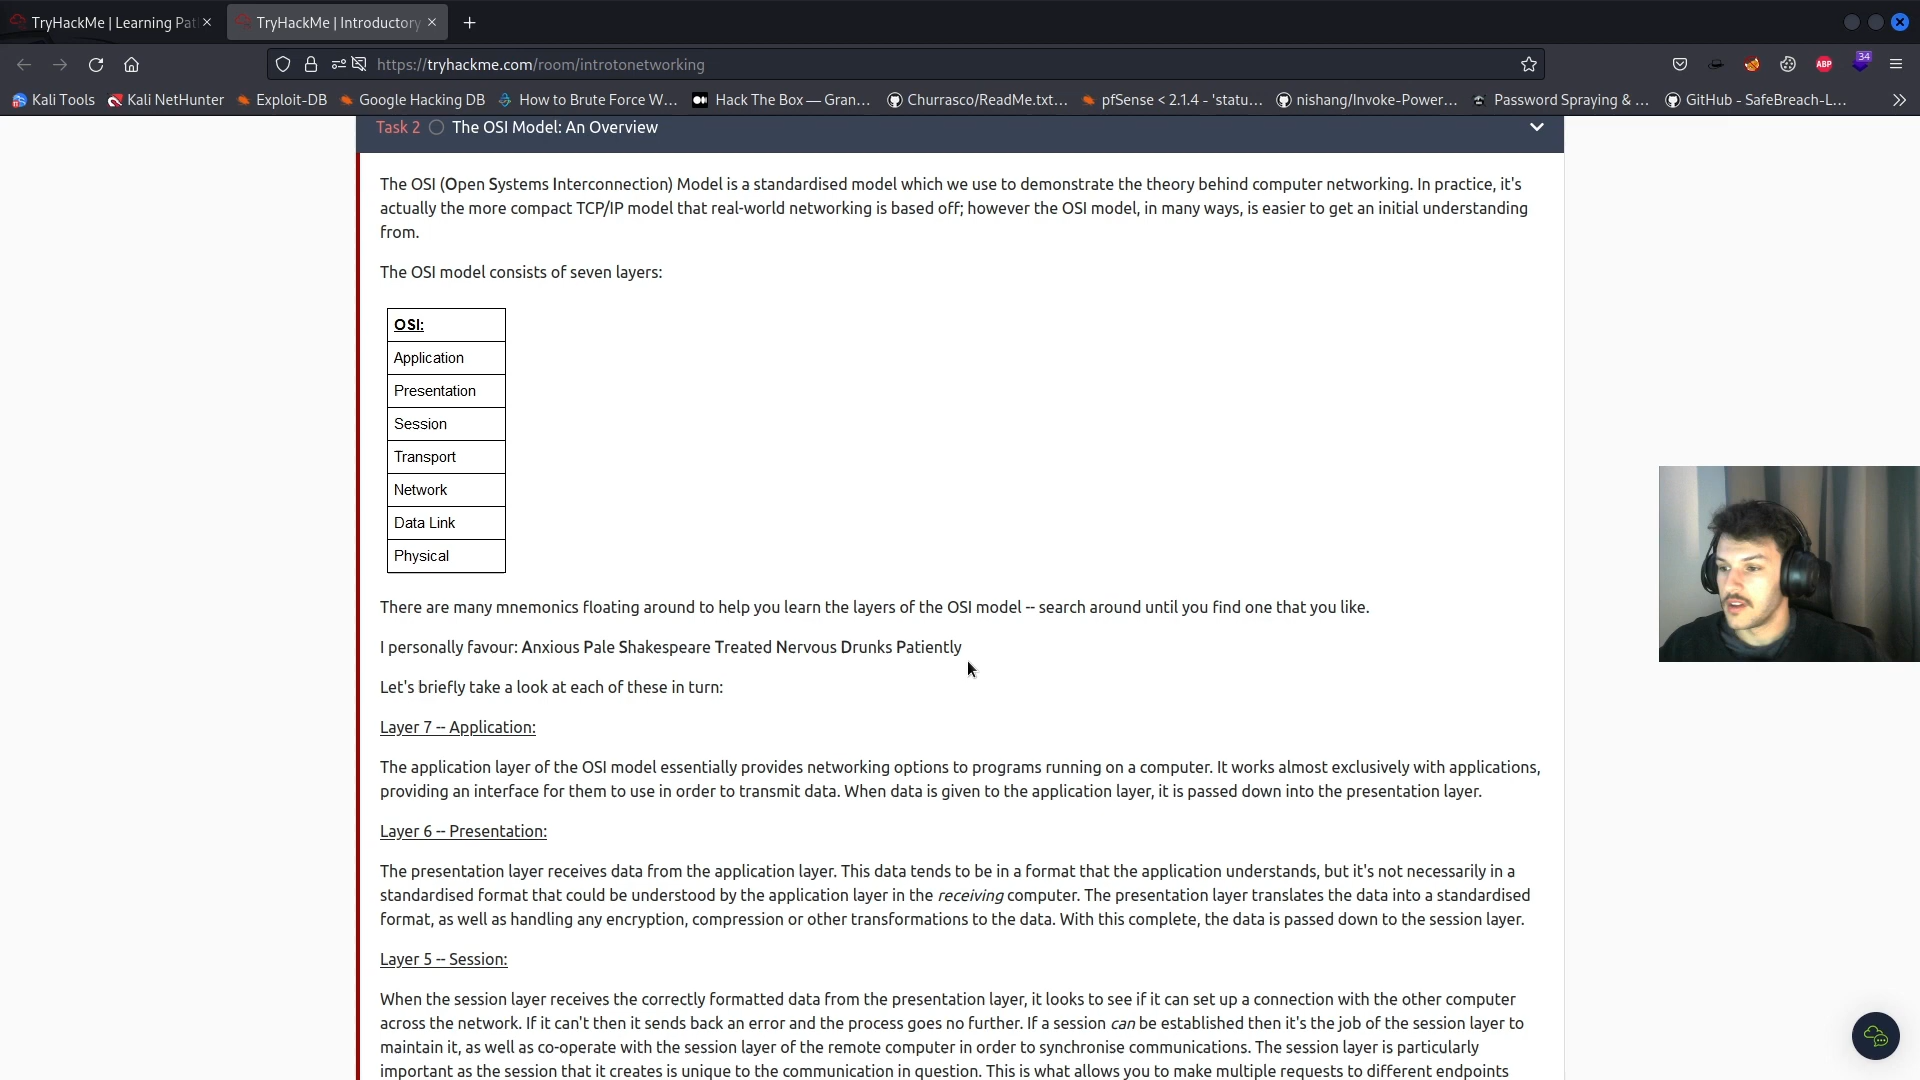 TryHackMe | Learning Pat
TryHackMe | Introductory
https://tryhackme.com/room/introtonetworking
ABP
34
Kali Tools
Kali NetHunter
Exploit-DB
Google Hacking DB
How to Brute Force W...
Hack The Box — Gran...
Churrasco/ReadMe.txt...
pfSense < 2.1.4 - 'statu...
nishang/Invoke-Power...
Password Spraying & ...
GitHub - SafeBreach-L...
Task 2 The OSI Model: An Overview
The OSI (Open Systems Interconnection) Model is a standardised model which we use to demonstrate the theory behind computer networking. In practice, it's
actually the more compact TCP/IP model that real-world networking is based off; however the OSI model, in many ways, is easier to get an initial understanding
from.
The OSI model consists of seven layers:
OSI:
Application
Presentation
Session
Transport
Network
Data Link
Physical
There are many mnemonics floating around to help you learn the layers of the OSI model -- search around until you find one that you like.
I personally favour: Anxious Pale Shakespeare Treated Nervous Drunks Patiently
Let's briefly take a look at each of these in turn:
Layer 7 -- Application:
The application layer of the OSI model essentially provides networking options to programs running on a computer. It works almost exclusively with applications,
providing an interface for them to use in order to transmit data. When data is given to the application layer, it is passed down into the presentation layer.
Layer 6 -- Presentation:
The presentation layer receives data from the application layer. This data tends to be in a format that the application understands, but it's not necessarily in a
standardised format that could be understood by the application layer in the receiving computer. The presentation layer translates the data into a standardised
format, as well as handling any encryption, compression or other transformations to the data. With this complete, the data is passed down to the session layer.
Layer 5 -- Session:
When the session layer receives the correctly formatted data from the presentation layer, it looks to see if it can set up a connection with the other computer
across the network. If it can't then it sends back an error and the process goes no further. If a session can be established then it's the job of the session layer to
maintain it, as well as co-operate with the session layer of the remote computer in order to synchronise communications. The session layer is particularly
important as the session that it creates is unique to the communication in question. This is what allows you to make multiple requests to different endpoints